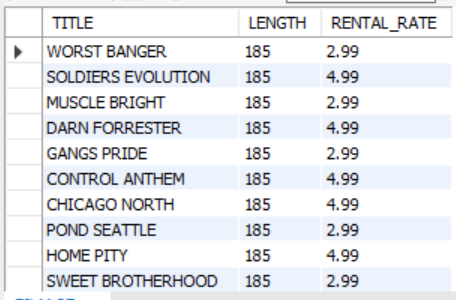 TITLE LENGTH RENTAL_RATE
WORST BANGER 185 2.99
SOLDIERS EVOLUTION 185 4.99
MUSCLE BRIGHT 185 2.99
DARN FORRESTER 185 4.99
GANGS PRIDE 185 2.99
CONTROL ANTHEM 185 4.99
CHICAGO NORTH 185 4.99
POND SEATTLE 185 2.99
HOME PITY 185 4.99
SWEET BROTHERHOOD 185 2.99